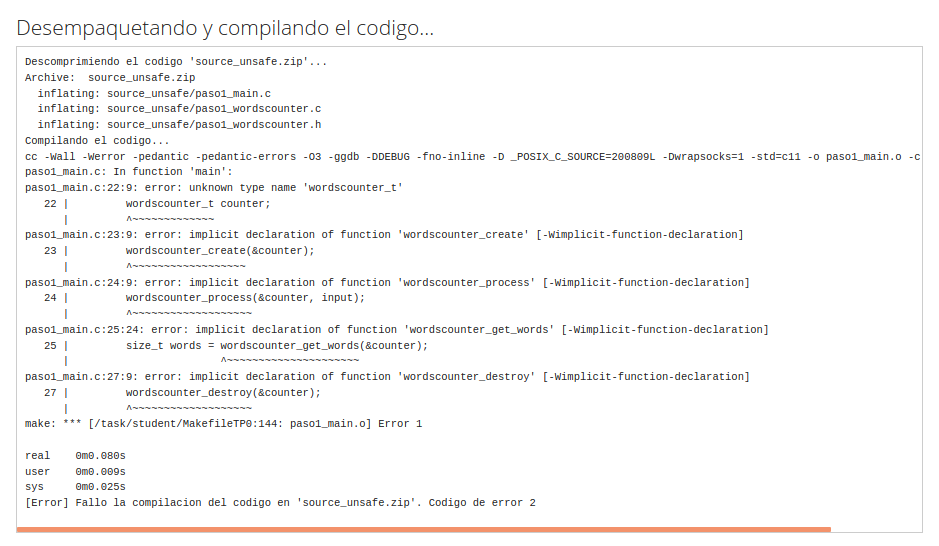 Desempaquetando y compilando el codigo...
Descomprimiendo el codigo 'source_unsafe.zip'...
Archive:  source_unsafe.zip
  inflating: source_unsafe/paso1_main.c
  inflating: source_unsafe/paso1_wordscounter.c
  inflating: source_unsafe/paso1_wordscounter.h
Compilando el codigo...
cc -Wall -Werror -pedantic -pedantic-errors -O3 -ggdb -DDEBUG -fno-inline -D _POSIX_C_SOURCE=200809L -Dwrapsocks=1 -std=c11 -o paso1_main.o -c
paso1_main.c: In function 'main':
paso1_main.c:22:9: error: unknown type name 'wordscounter_t'
   22 |         wordscounter_t counter;
      |         ^~~~~~~~~~~~~~
paso1_main.c:23:9: error: implicit declaration of function 'wordscounter_create' [-Wimplicit-function-declaration]
   23 |         wordscounter_create(&counter);
      |         ^~~~~~~~~~~~~~~~~~~
paso1_main.c:24:9: error: implicit declaration of function 'wordscounter_process' [-Wimplicit-function-declaration]
   24 |         wordscounter_process(&counter, input);
      |         ^~~~~~~~~~~~~~~~~~~~
paso1_main.c:25:24: error: implicit declaration of function 'wordscounter_get_words' [-Wimplicit-function-declaration]
   25 |         size_t words = wordscounter_get_words(&counter);
      |                        ^~~~~~~~~~~~~~~~~~~~~~
paso1_main.c:27:9: error: implicit declaration of function 'wordscounter_destroy' [-Wimplicit-function-declaration]
   27 |         wordscounter_destroy(&counter);
      |         ^~~~~~~~~~~~~~~~~~~~
make: *** [/task/student/MakefileTP0:144: paso1_main.o] Error 1

real    0m0.080s
user    0m0.009s
sys     0m0.025s
[Error] Fallo la compilacion del codigo en 'source_unsafe.zip'. Codigo de error 2